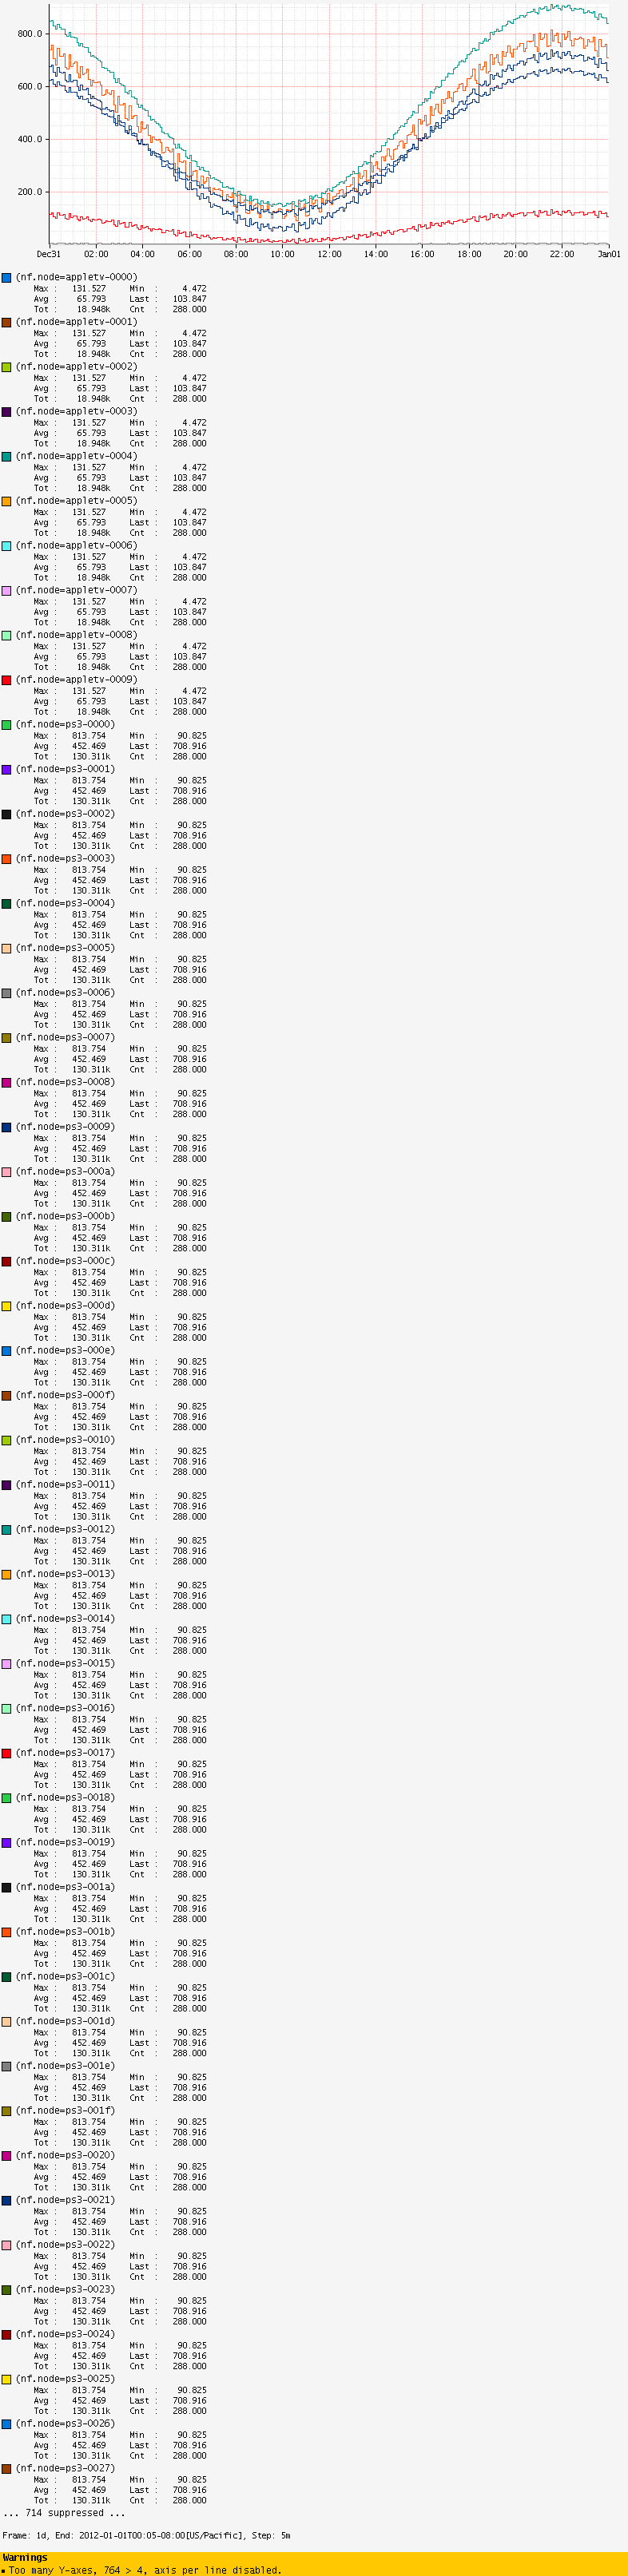 800.0
600.0
400.0
200.0
Dec31 02:00 04:00 06:00 08:00 10:00 12:00 14:00 16:00 18:00 20:00 22:00 Jan01
(nf.node=appletv-0000)
Max : 131.527 Min : 4.472
Avg : 65.793 Last : 103.847
Tot : 18.948k Cnt : 288.000
(nf.node=appletv-0001)
Max : 131.527 Min : 4.472
Avg : 65.793 Last : 103.847
Tot : 18.948k Cnt : 288.000
(nf.node=appletv-0002)
Max : 131.527 Min : 4.472
Avg : 65.793 Last : 103.847
Tot : 18.948k Cnt : 288.000
(nf.node=appletv-0003)
Max : 131.527 Min : 4.472
Avg : 65.793 Last : 103.847
Tot : 18.948k Cnt : 288.000
(nf.node=appletv-0004)
Max : 131.527 Min : 4.472
Avg : 65.793 Last : 103.847
Tot : 18.948k Cnt : 288.000
(nf.node=appletv-0005)
Max : 131.527 Min : 4.472
Avg : 65.793 Last : 103.847
Tot : 18.948k Cnt : 288.000
(nf.node=appletv-0006)
Max : 131.527 Min : 4.472
Avg : 65.793 Last : 103.847
Tot : 18.948k Cnt : 288.000
(nf.node=appletv-0007)
Max : 131.527 Min : 4.472
Avg : 65.793 Last : 103.847
Tot : 18.948k Cnt : 288.000
(nf.node=appletv-0008)
Max : 131.527 Min : 4.472
Avg : 65.793 Last : 103.847
Tot : 18.948k Cnt : 288.000
(nf.node=appletv-0009)
Max : 131.527 Min : 4.472
Avg : 65.793 Last : 103.847
Tot : 18.948k Cnt : 288.000
(nf.node=ps3-0000)
Max : 813.754 Min : 90.825
Avg : 452.469 Last : 708.916
Tot : 130.311k Cnt : 288.000
(nf.node=ps3-0001)
Max : 813.754 Min : 90.825
Avg : 452.469 Last : 708.916
Tot : 130.311k Cnt : 288.000
(nf.node=ps3-0002)
Max : 813.754 Min : 90.825
Avg : 452.469 Last : 708.916
Tot : 130.311k Cnt : 288.000
(nf.node=ps3-0003)
Max : 813.754 Min : 90.825
Avg : 452.469 Last : 708.916
Tot : 130.311k Cnt : 288.000
(nf.node=ps3-0004)
Max : 813.754 Min : 90.825
Avg : 452.469 Last : 708.916
Tot : 130.311k Cnt : 288.000
(nf.node=ps3-0005)
Max : 813.754 Min : 90.825
Avg : 452.469 Last : 708.916
Tot : 130.311k Cnt : 288.000
(nf.node=ps3-0006)
Max : 813.754 Min : 90.825
Avg : 452.469 Last : 708.916
Tot : 130.311k Cnt : 288.000
(nf.node=ps3-0007)
Max : 813.754 Min : 90.825
Avg : 452.469 Last : 708.916
Tot : 130.311k Cnt : 288.000
(nf.node=ps3-0008)
Max : 813.754 Min : 90.825
Avg : 452.469 Last : 708.916
Tot : 130.311k Cnt : 288.000
(nf.node=ps3-0009)
Max : 813.754 Min : 90.825
Avg : 452.469 Last : 708.916
Tot : 130.311k Cnt : 288.000
(nf.node=ps3-000a)
Max : 813.754 Min : 90.825
Avg : 452.469 Last : 708.916
Tot : 130.311k Cnt : 288.000
(nf.node=ps3-000b)
Max : 813.754 Min : 90.825
Avg : 452.469 Last : 708.916
Tot : 130.311k Cnt : 288.000
(nf.node=ps3-000c)
Max : 813.754 Min : 90.825
Avg : 452.469 Last : 708.916
Tot : 130.311k Cnt : 288.000
(nf.node=ps3-000d)
Max : 813.754 Min : 90.825
Avg : 452.469 Last : 708.916
Tot : 130.311k Cnt : 288.000
(nf.node=ps3-000e)
Max : 813.754 Min : 90.825
Avg : 452.469 Last : 708.916
Tot : 130.311k Cnt : 288.000
(nf.node=ps3-000f)
Max : 813.754 Min : 90.825
Avg : 452.469 Last : 708.916
Tot : 130.311k Cnt : 288.000
(nf.node=ps3-0010)
Max : 813.754 Min : 90.825
Avg : 452.469 Last : 708.916
Tot : 130.311k Cnt : 288.000
(nf.node=ps3-0011)
Max : 813.754 Min : 90.825
Avg : 452.469 Last : 708.916
Tot : 130.311k Cnt : 288.000
(nf.node=ps3-0012)
Max : 813.754 Min : 90.825
Avg : 452.469 Last : 708.916
Tot : 130.311k Cnt : 288.000
(nf.node=ps3-0013)
Max : 813.754 Min : 90.825
Avg : 452.469 Last : 708.916
Tot : 130.311k Cnt : 288.000
(nf.node=ps3-0014)
Max : 813.754 Min : 90.825
Avg : 452.469 Last : 708.916
Tot : 130.311k Cnt : 288.000
(nf.node=ps3-0015)
Max : 813.754 Min : 90.825
Avg : 452.469 Last : 708.916
Tot : 130.311k Cnt : 288.000
(nf.node=ps3-0016)
Max : 813.754 Min : 90.825
Avg : 452.469 Last : 708.916
Tot : 130.311k Cnt : 288.000
(nf.node=ps3-0017)
Max : 813.754 Min : 90.825
Avg : 452.469 Last : 708.916
Tot : 130.311k Cnt : 288.000
(nf.node=ps3-0018)
Max : 813.754 Min : 90.825
Avg : 452.469 Last : 708.916
Tot : 130.311k Cnt : 288.000
(nf.node=ps3-0019)
Max : 813.754 Min : 90.825
Avg : 452.469 Last : 708.916
Tot : 130.311k Cnt : 288.000
(nf.node=ps3-001a)
Max : 813.754 Min : 90.825
Avg : 452.469 Last : 708.916
Tot : 130.311k Cnt : 288.000
(nf.node=ps3-001b)
Max : 813.754 Min : 90.825
Avg : 452.469 Last : 708.916
Tot : 130.311k Cnt : 288.000
(nf.node=ps3-001c)
Max : 813.754 Min : 90.825
Avg : 452.469 Last : 708.916
Tot : 130.311k Cnt : 288.000
(nf.node=ps3-001d)
Max : 813.754 Min : 90.825
Avg : 452.469 Last : 708.916
Tot : 130.311k Cnt : 288.000
(nf.node=ps3-001e)
Max : 813.754 Min : 90.825
Avg : 452.469 Last : 708.916
Tot : 130.311k Cnt : 288.000
(nf.node=ps3-001f)
Max : 813.754 Min : 90.825
Avg : 452.469 Last : 708.916
Tot : 130.311k Cnt : 288.000
(nf.node=ps3-0020)
Max : 813.754 Min : 90.825
Avg : 452.469 Last : 708.916
Tot : 130.311k Cnt : 288.000
(nf.node=ps3-0021)
Max : 813.754 Min : 90.825
Avg : 452.469 Last : 708.916
Tot : 130.311k Cnt : 288.000
(nf.node=ps3-0022)
Max : 813.754 Min : 90.825
Avg : 452.469 Last : 708.916
Tot : 130.311k Cnt : 288.000
(nf.node=ps3-0023)
Max : 813.754 Min : 90.825
Avg : 452.469 Last : 708.916
Tot : 130.311k Cnt : 288.000
(nf.node=ps3-0024)
Max : 813.754 Min : 90.825
Avg : 452.469 Last : 708.916
Tot : 130.311k Cnt : 288.000
(nf.node=ps3-0025)
Max : 813.754 Min : 90.825
Avg : 452.469 Last : 708.916
Tot : 130.311k Cnt : 288.000
(nf.node=ps3-0026)
Max : 813.754 Min : 90.825
Avg : 452.469 Last : 708.916
Tot : 130.311k Cnt : 288.000
(nf.node=ps3-0027)
Max : 813.754 Min : 90.825
Avg : 452.469 Last : 708.916
Tot : 130.311k Cnt : 288.000
... 714 suppressed ...
Frame: 1d, End: 2012-01-01T00:05-08:00[US/Pacific], Step: 5m
Warnings
▪ Too many Y-axes, 764 > 4, axis per line disabled.